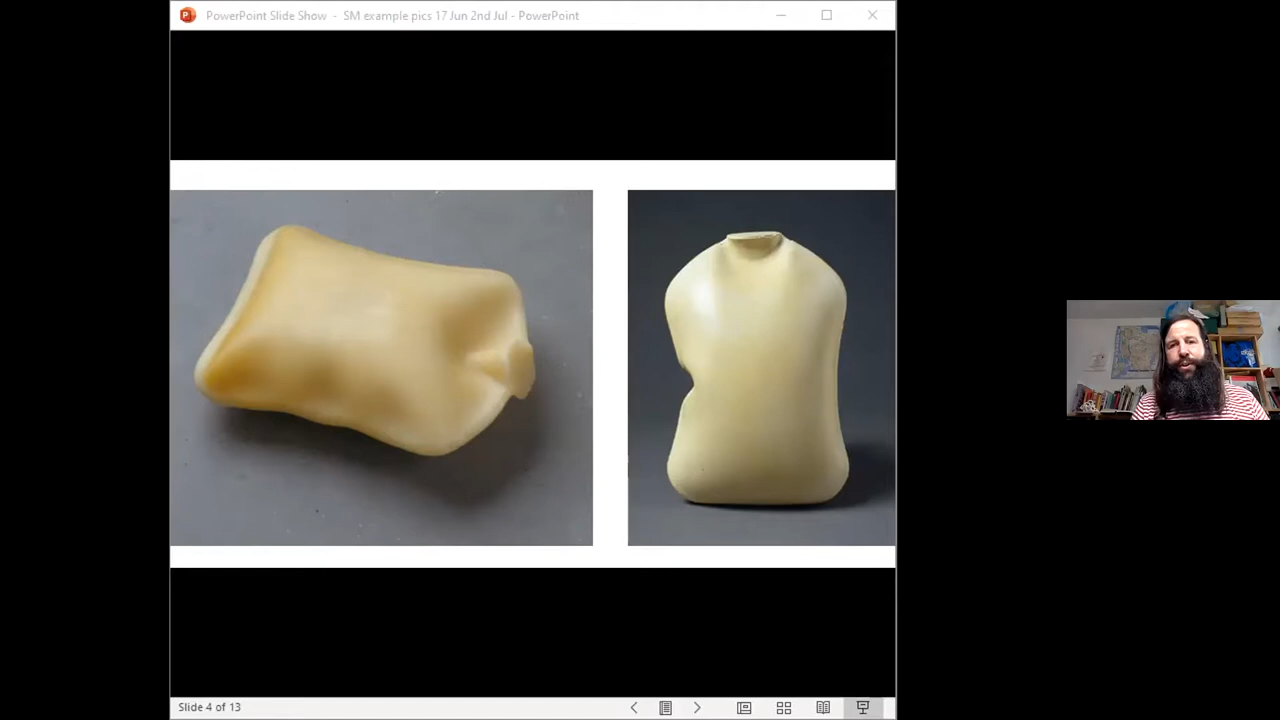 PowerPoint Slide Show - SM example pics 17 Jun 2nd Jul - PowerPoint
Slide 4 of 13